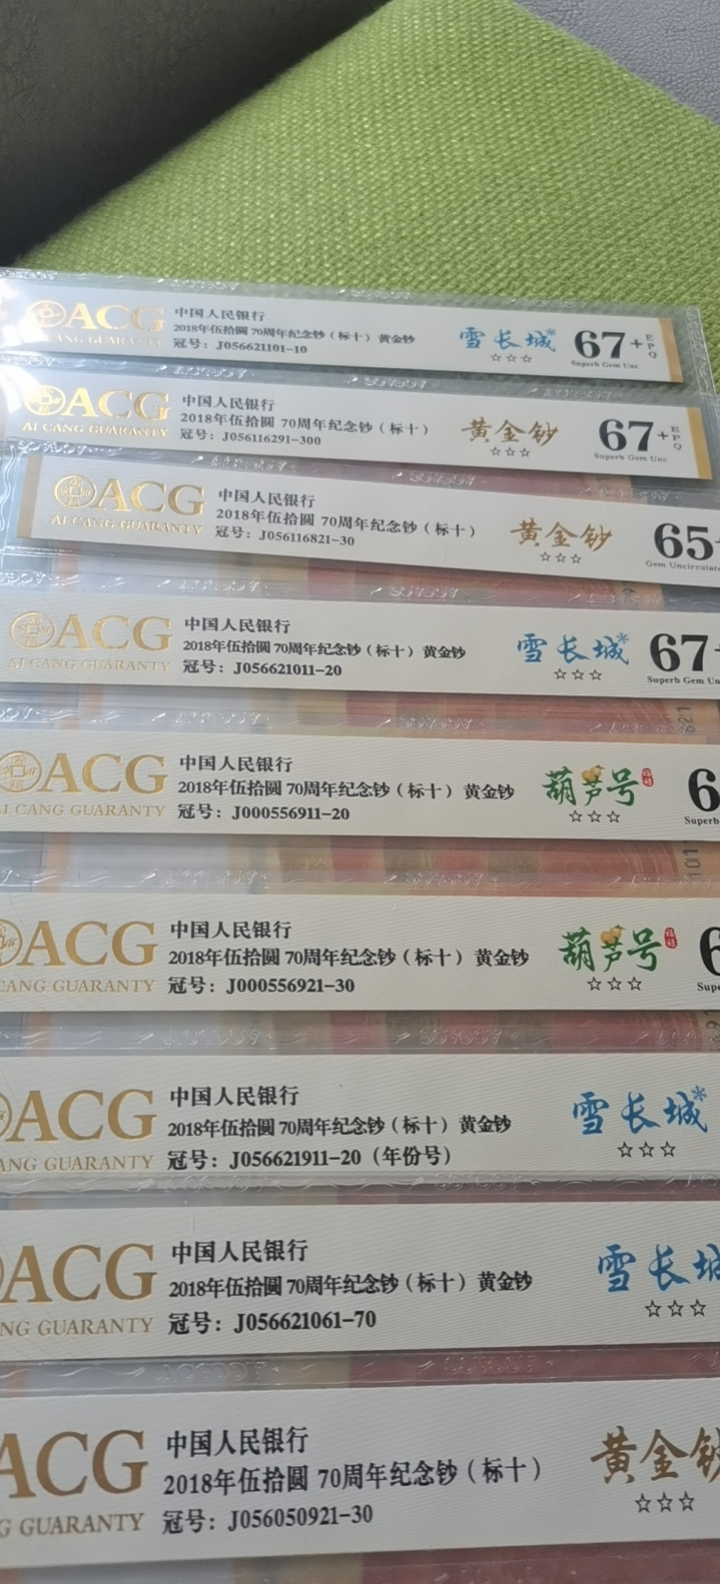 ACG
CANG GUARANTY
中国人民银行
2018年伍拾圆 70周年纪念钞（标十）黄金钞
冠号：J056621101-10
雪长城*
☆☆☆
67+
EPQ
Superb Gem Unc
ACG
AI CANG GUARANTY
中国人民银行
2018年伍拾圆 70周年纪念钞（标十）
冠号：J056116291-300
黄金钞
☆☆☆
67+
EPQ
Superb Gem Unc
ACG
AI CANG GUARANTY
中国人民银行
2018年伍拾圆 70周年纪念钞（标十）
冠号：J056116821-30
黄金钞
☆☆☆
65+
Gem Uncirculate
ACG
AI CANG GUARANTY
中国人民银行
2018年伍拾圆 70周年纪念钞（标十）黄金钞
冠号：J056621011-20
雪长城*
☆☆☆
67+
Superb Gem Un
ACG
AI CANG GUARANTY
中国人民银行
2018年伍拾圆 70周年纪念钞（标十）黄金钞
冠号：J000556911-20
葫芦号
☆☆☆
6
Superb
ACG
CANG GUARANTY
中国人民银行
2018年伍拾圆 70周年纪念钞（标十）黄金钞
冠号：J000556921-30
葫芦号
☆☆☆
6
Supe
ACG
ANG GUARANTY
中国人民银行
2018年伍拾圆 70周年纪念钞（标十）黄金钞
冠号：J056621911-20（年份号）
雪长城*
☆☆☆
ACG
NG GUARANTY
中国人民银行
2018年伍拾圆 70周年纪念钞（标十）黄金钞
冠号：J056621061-70
雪长城
☆☆☆
ACG
G GUARANTY
中国人民银行
2018年伍拾圆 70周年纪念钞（标十）
冠号：J056050921-30
黄金钞
☆☆☆